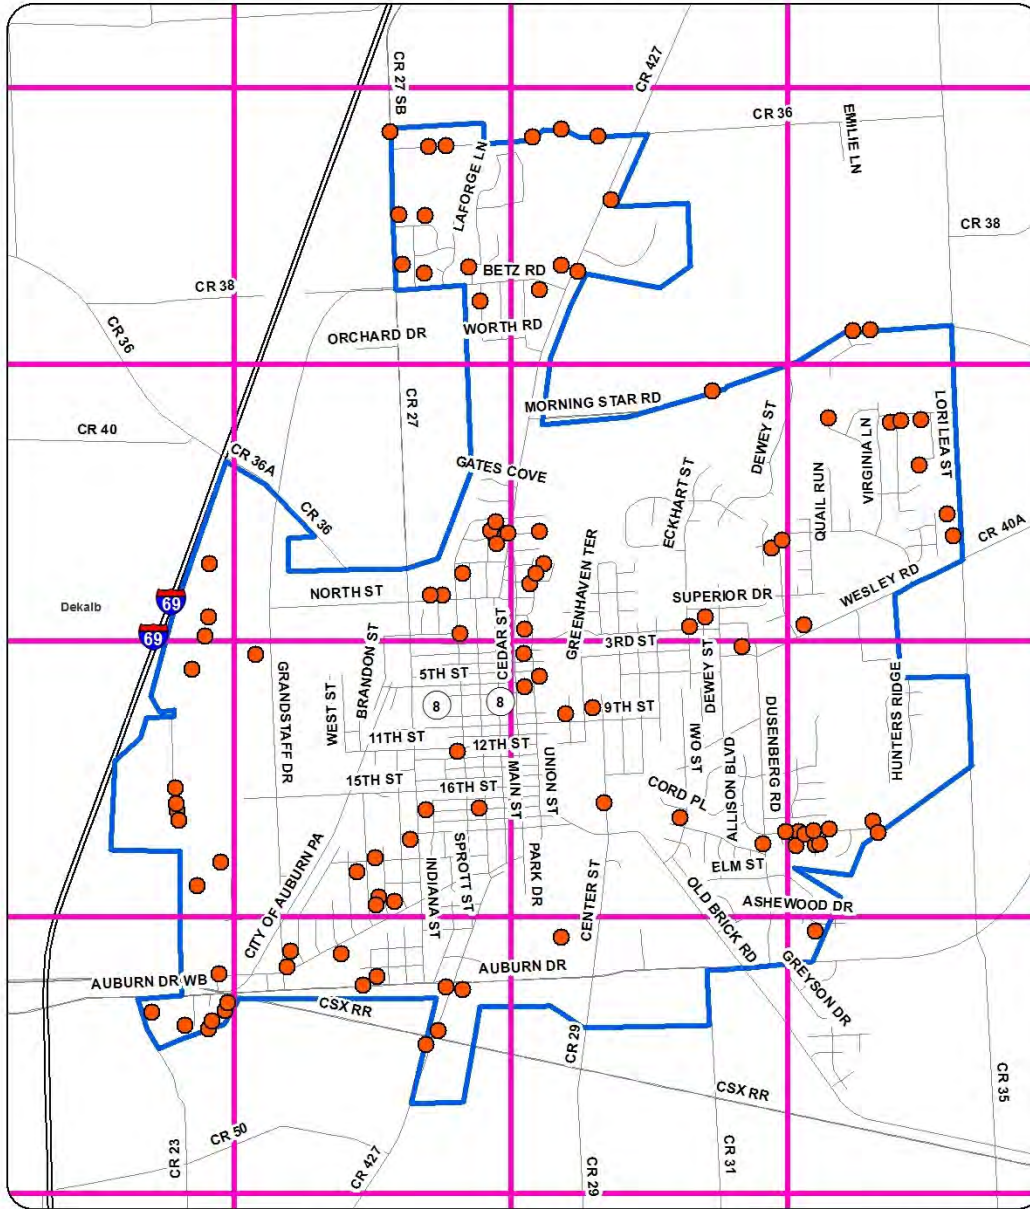 CR 27 SB
CR 427
CR 36
EMILIE LN
LAFORGE LN
CR 38
BETZ RD
CR 38
CR 36
ORCHARD DR
WORTH RD
CR 27
MORNING STAR RD
DEWEY ST
LORILEA ST
CR 40
CR 36A
GATES COVE
ECKHART ST
QUAIL RUN
VIRGINIA LN
CR 36
CR 40A
GREENHAVEN TER
NORTH ST
SUPERIOR DR
WESLEY RD
Dekalb
69
69
CEDAR ST
3RD ST
BRANDON ST
5TH ST
DEWEY ST
GRANDSTAFF DR
WEST ST
8
8
9TH ST
DUSENBERG RD
HUNTERS RIDGE
11TH ST
12TH ST
IWO ST
ALLISON BLVD
15TH ST
16TH ST
MAIN ST
UNION ST
CORD PL
CITY OF AUBURN PA
INDIANA ST
SPROTT ST
PARK DR
CENTER ST
ELM ST
OLD BRICK RD
ASHEWOOD DR
AUBURN DR WB
AUBURN DR
GREYSON DR
CSX RR
CR 29
CSX RR
CR 35
CR 50
CR 23
CR 427
CR 29
CR 31